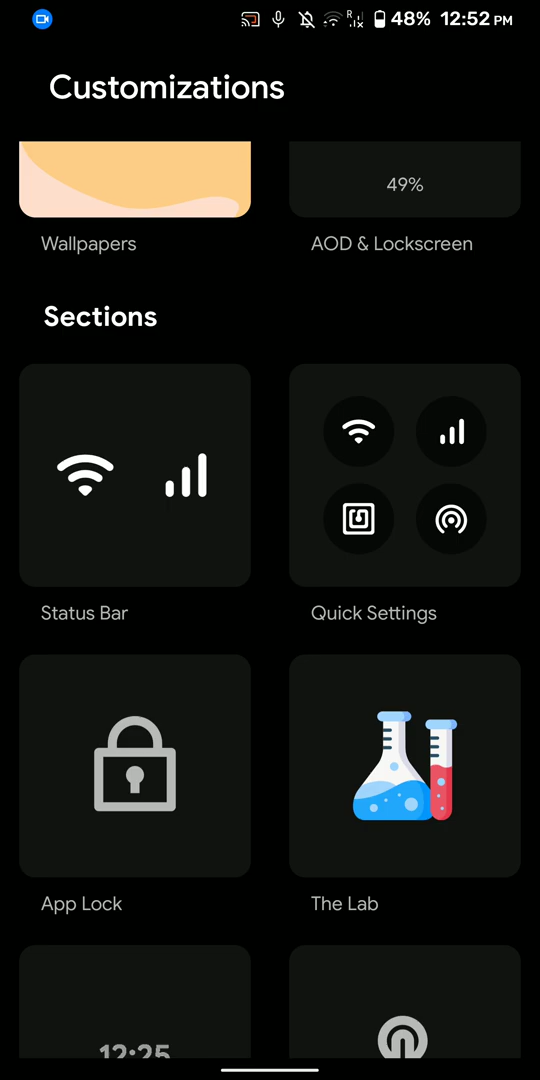 R 48% 12:52 PM
Customizations
49%
Wallpapers
AOD & Lockscreen
Sections
Status Bar
Quick Settings
App Lock
The Lab
12:25